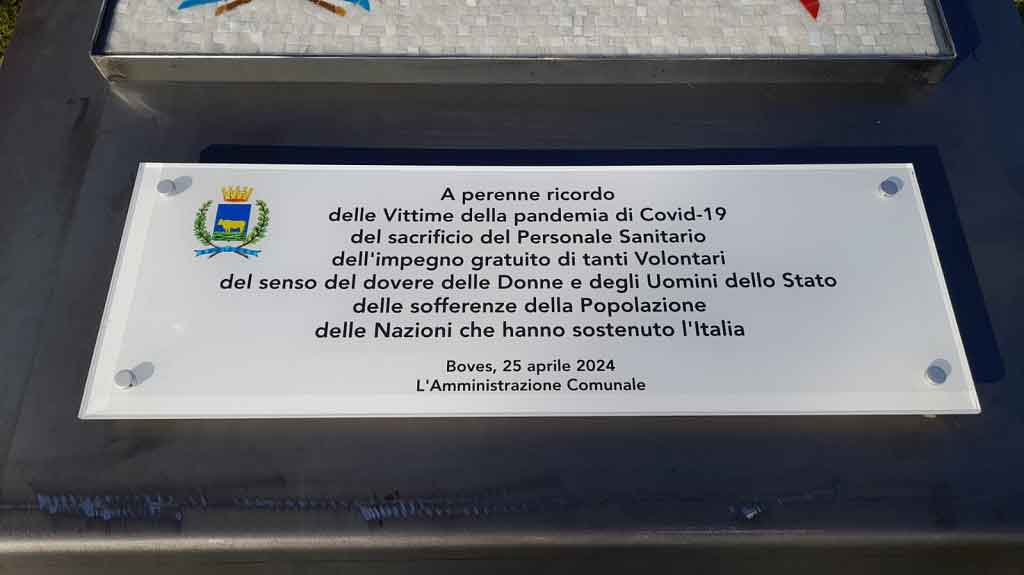 A perenne ricordo
delle Vittime della pandemia di Covid-19
del sacrificio del Personale Sanitario
dell'impegno gratuito di tanti Volontari
del senso del dovere delle Donne e degli Uomini dello Stato
delle sofferenze della Popolazione
delle Nazioni che hanno sostenuto l'Italia
Boves, 25 aprile 2024
L'Amministrazione Comunale